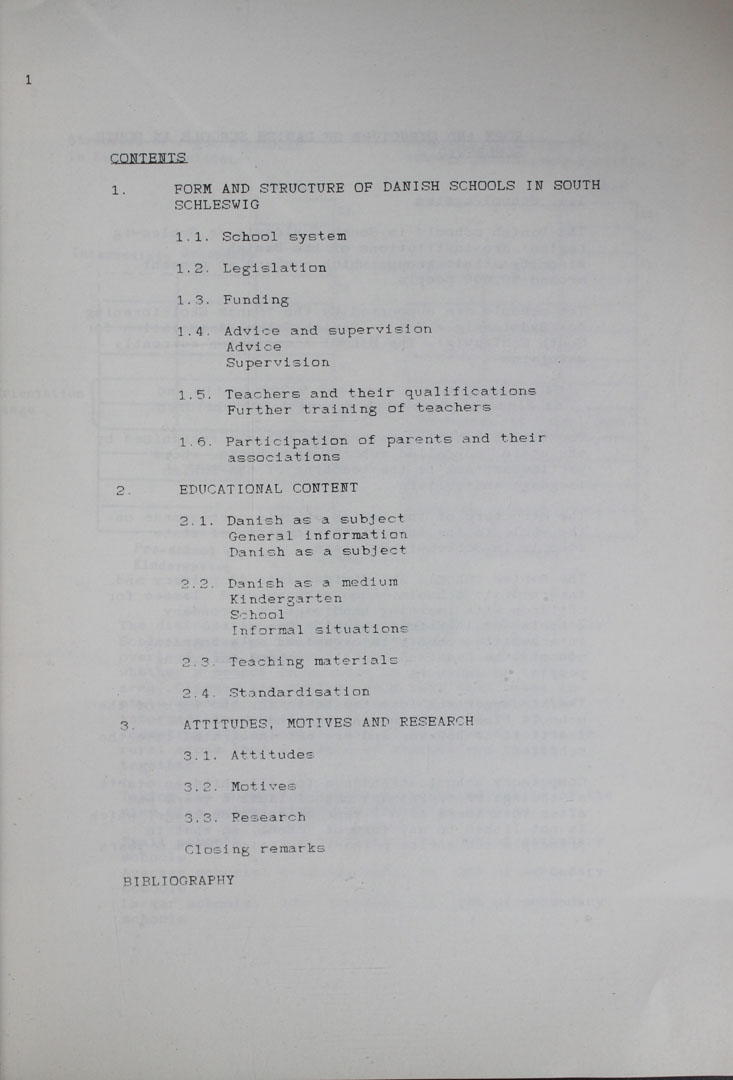 1
CONTENTS
1. FORM AND STRUCTURE OF DANISH SCHOOLS IN SOUTH
SCHLESWIG
1.1. School system
1.2. Legislation
1.3. Funding
1.4. Advice and supervision
Advice
Supervision
1.5. Teachers and their qualifications
Further training of teachers
1.6. Participation of parents and their
associations
2. EDUCATIONAL CONTENT
2.1. Danish as a subject
General information
Danish as a subject
2.2. Danish as a medium
Kindergarten
School
Informal situations
2.3. Teaching materials
2.4. Standardisation
3. ATTITUDES, MOTIVES AND RESEARCH
3.1. Attitudes
3.2. Motives
3.3. Research
Closing remarks
BIBLIOGRAPHY